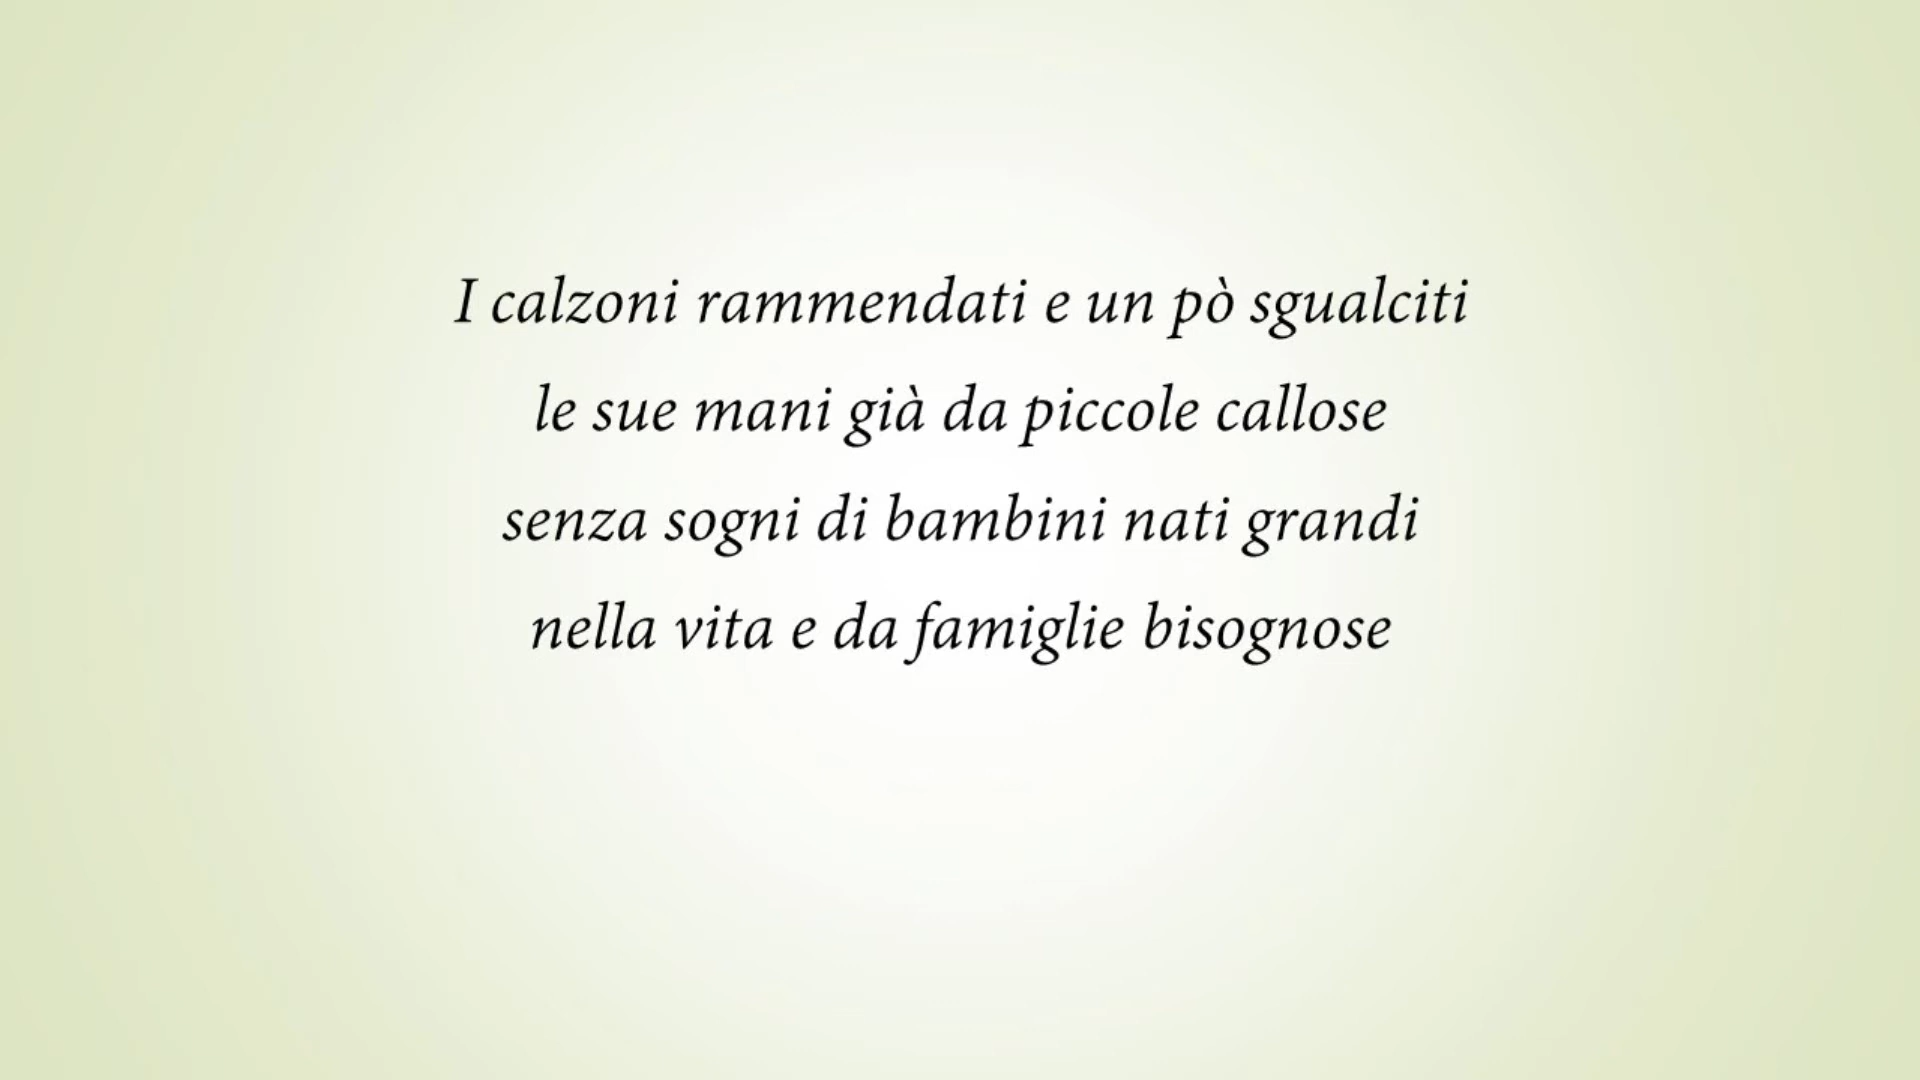 I calzoni rammendati e un pò sgualciti
le sue mani già da piccole callose
senza sogni di bambini nati grandi
nella vita e da famiglie bisognose